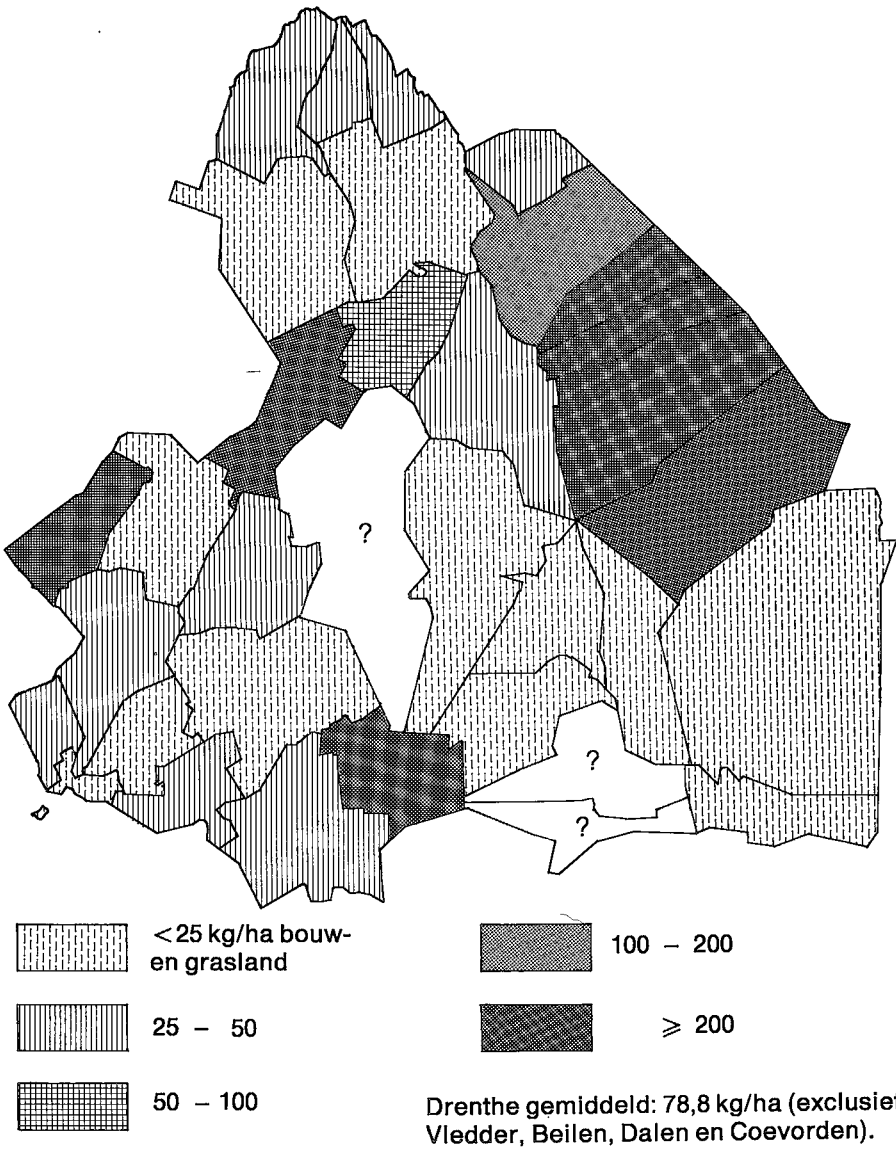 ?
?
?
<25 kg/ha bouw-
en grasland
25 – 50
50 – 100
100 – 200
⩾ 200
Drenthe gemiddeld: 78,8 kg/ha (exclusief
Vledder, Beilen, Dalen en Coevorden).